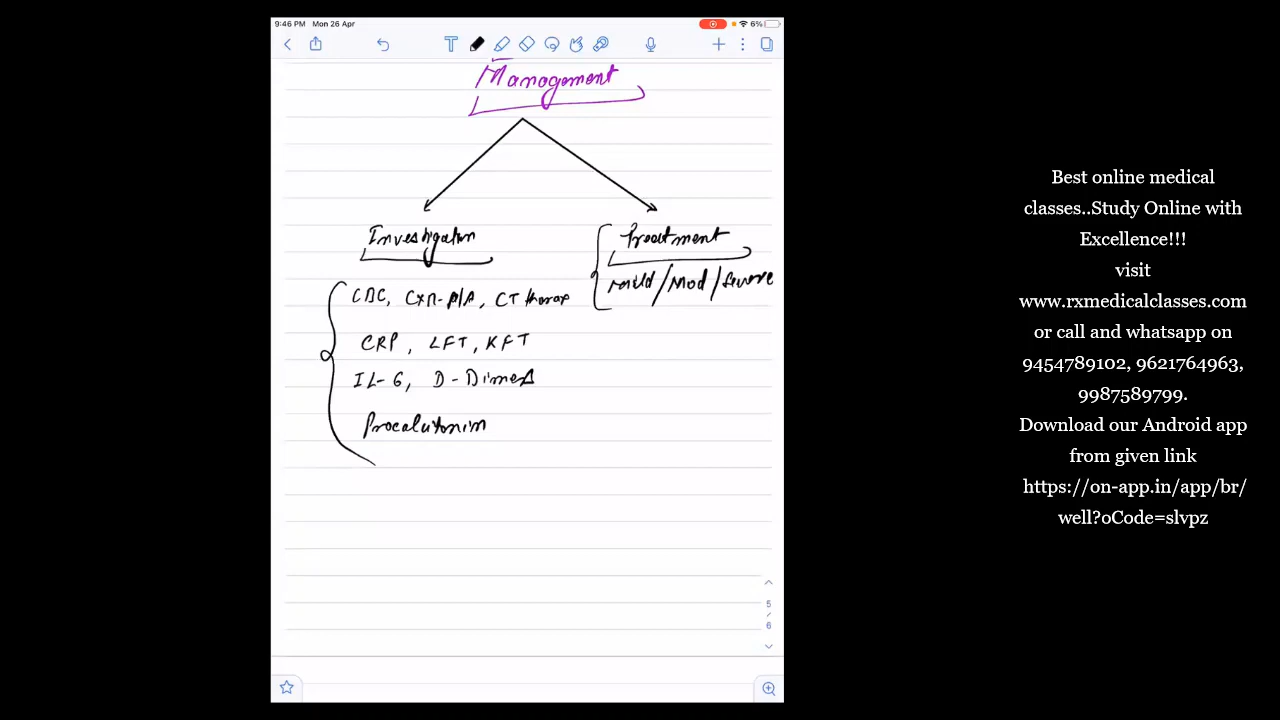 9:46 PM Mon 26 Apr
6%
Management
Investigation
Treatment
Mild/Mod/Severe
CBC, CXR-P/A, CT thorax
CRP, LFT, KFT
IL-6, D-Dimer
Procalcitonin
5
6
Best online medical
classes..Study Online with
Excellence!!!
visit
www.rxmedicalclasses.com
or call and whatsapp on
9454789102, 9621764963,
9987589799.
Download our Android app
from given link
https://on-app.in/app/br/
well?oCode=slvpz